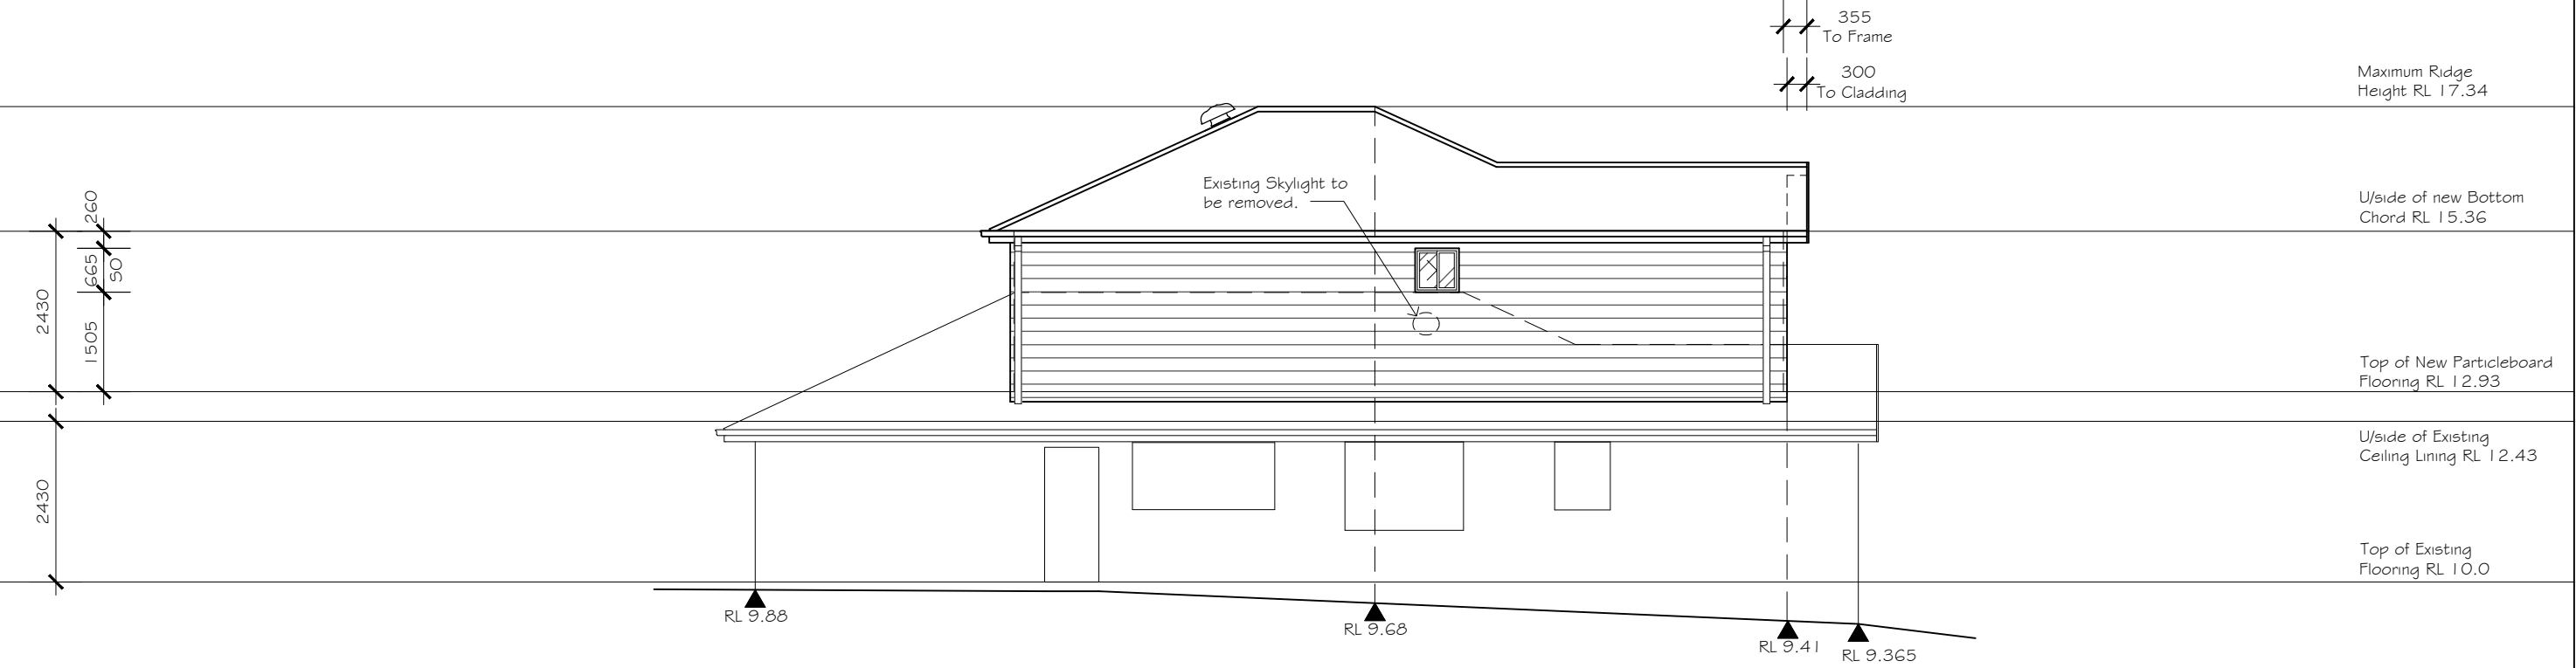 355
To Frame
300
To Cladding
Maximum Ridge
Height RL 17.34
260
U/side of new Bottom
Chord RL 15.36
Existing Skylight to
be removed.
665
50
2430
1505
Top of New Particleboard
Flooring RL 12.93
U/side of Existing
Ceiling Lining RL 12.43
2430
Top of Existing
Flooring RL 10.0
RL 9.88
RL 9.68
RL 9.41
RL 9.365